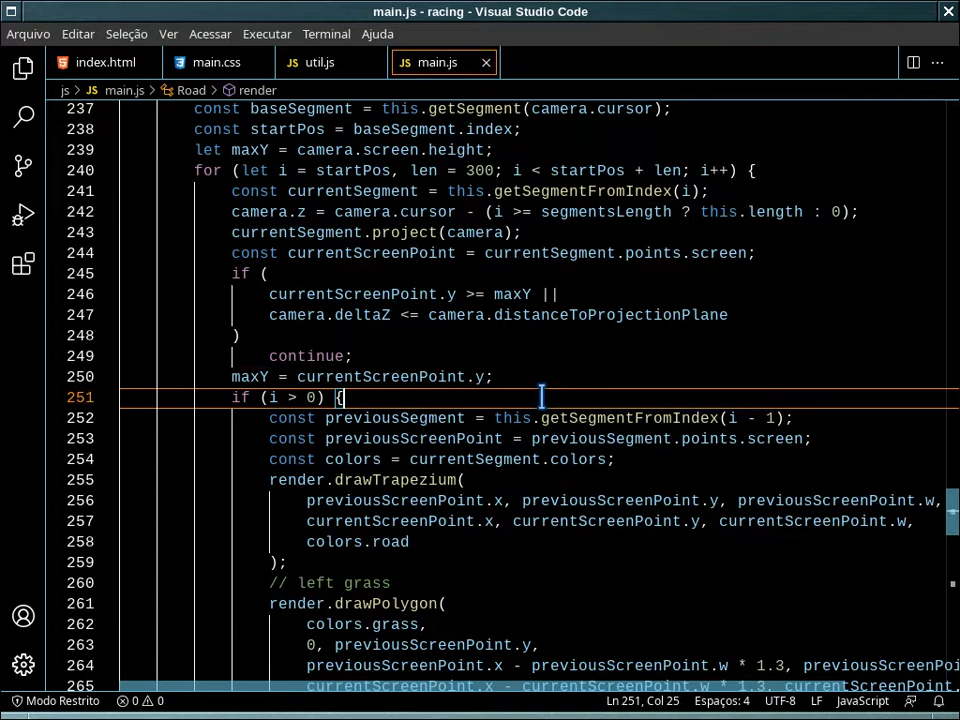 main.js - racing - Visual Studio Code
Arquivo Editar Seleção Ver Acessar Executar Terminal Ajuda
index.html main.css JS util.js JS main.js
js > JS main.js > Road > render
237 const baseSegment = this.getSegment(camera.cursor);
238 const startPos = baseSegment.index;
239 let maxY = camera.screen.height;
240 for (let i = startPos, len = 300; i < startPos + len; i++) {
241 const currentSegment = this.getSegmentFromIndex(i);
242 camera.z = camera.cursor - (i >= segmentsLength ? this.length : 0);
243 currentSegment.project(camera);
244 const currentScreenPoint = currentSegment.points.screen;
245 if (
246 currentScreenPoint.y >= maxY ||
247 camera.deltaZ <= camera.distanceToProjectionPlane
248 )
249 continue;
250 maxY = currentScreenPoint.y;
251 if (i > 0) {
252 const previousSegment = this.getSegmentFromIndex(i - 1);
253 const previousScreenPoint = previousSegment.points.screen;
254 const colors = currentSegment.colors;
255 render.drawTrapezium(
256 previousScreenPoint.x, previousScreenPoint.y, previousScreenPoint.w,
257 currentScreenPoint.x, currentScreenPoint.y, currentScreenPoint.w,
258 colors.road
259 );
260 // left grass
261 render.drawPolygon(
262 colors.grass,
263 0, previousScreenPoint.y,
264 previousScreenPoint.x - previousScreenPoint.w * 1.3, previousScreenPoi
265 currentScreenPoint.x - currentScreenPoint.w * 1.3, currentScreenPoint.
Modo Restrito 0 0 Ln 251, Col 25 Espaços: 4 UTF-8 LF JavaScript